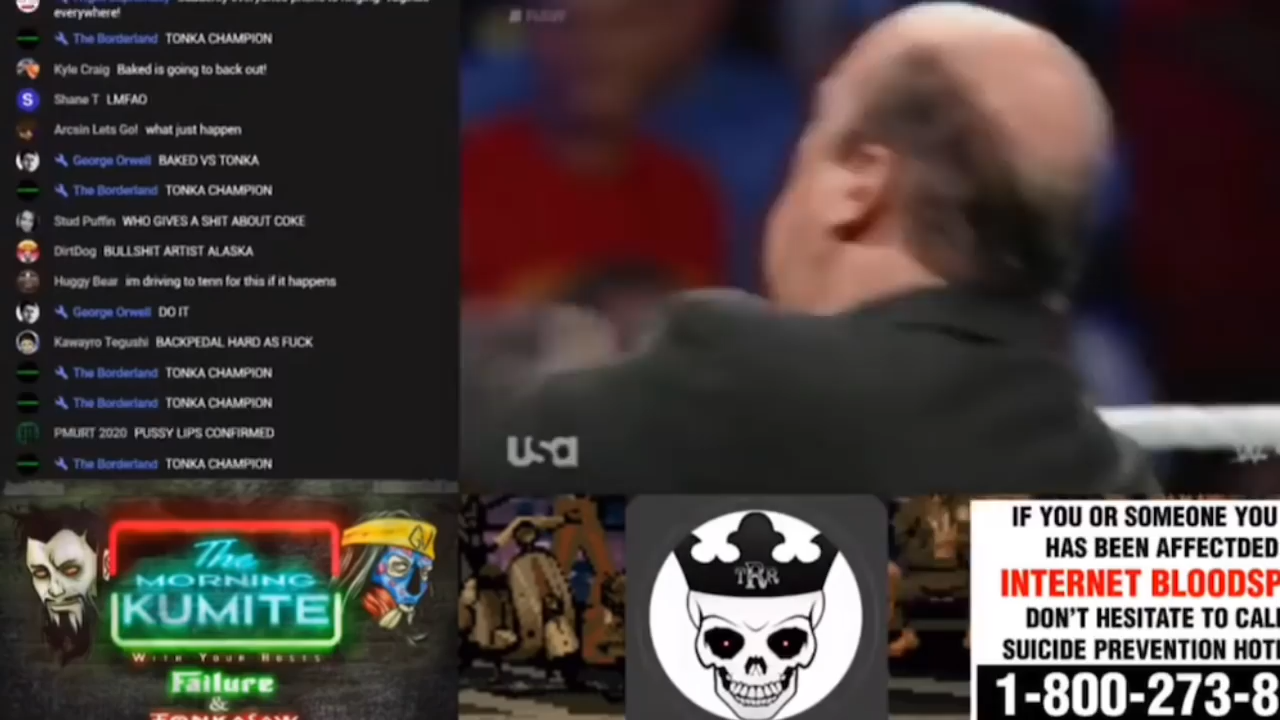 everywhere!
The Borderland TONKA CHAMPION
Kyle Craig Baked is going to back out!
Shane T LMFAO
Arcsin Lets Go! what just happen
George Orwell BAKED VS TONKA
The Borderland TONKA CHAMPION
Stud Puffin WHO GIVES A SHIT ABOUT COKE
DirtDog BULLSHIT ARTIST ALASKA
Huggy Bear im driving to tenn for this if it happens
George Orwell DO IT
Kawayro Tegushi BACKPEDAL HARD AS FUCK
The Borderland TONKA CHAMPION
The Borderland TONKA CHAMPION
PMURT 2020 PUSSY LIPS CONFIRMED
The Borderland TONKA CHAMPION
S
usa
The
MORNING
KUMITE
WITH YOUR HOSTS
Failure
&
TRR
IF YOU OR SOMEONE YOU
HAS BEEN AFFECTDED
INTERNET BLOODSP
DON'T HESITATE TO CAL
SUICIDE PREVENTION HOT
1-800-273-8